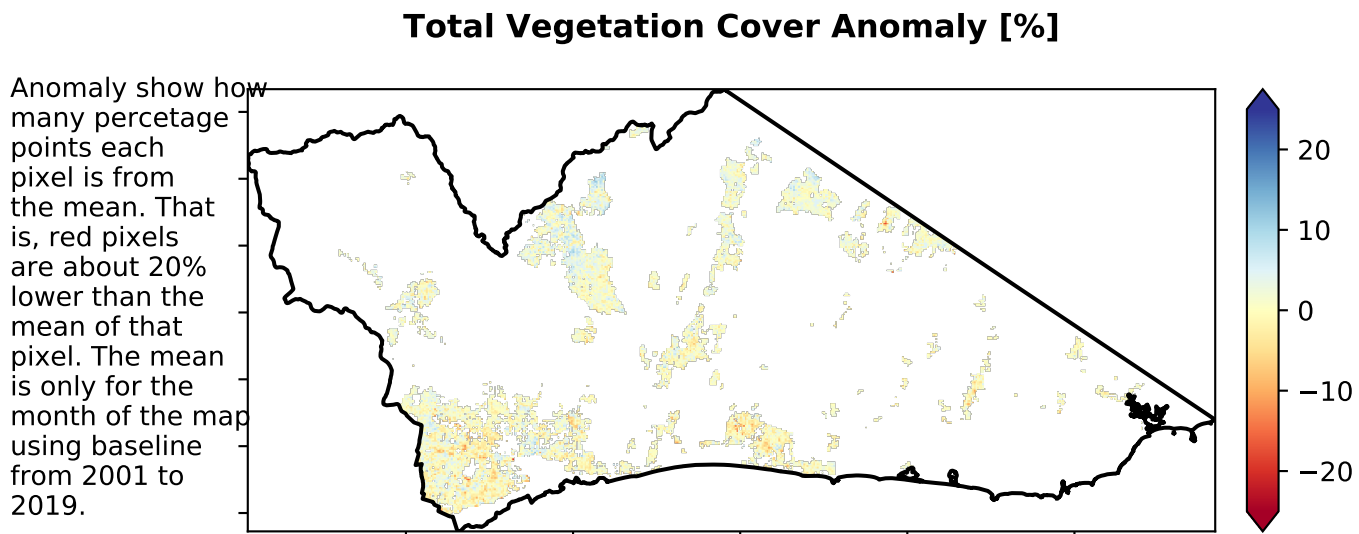 Total Vegetation Cover Anomaly [%]
Anomaly show how
many percetage
points each
pixel is from
the mean. That
is, red pixels
are about 20%
lower than the
mean of that
pixel. The mean
is only for the
month of the map
using baseline
from 2001 to
2019.
20
10
0
−10
−20